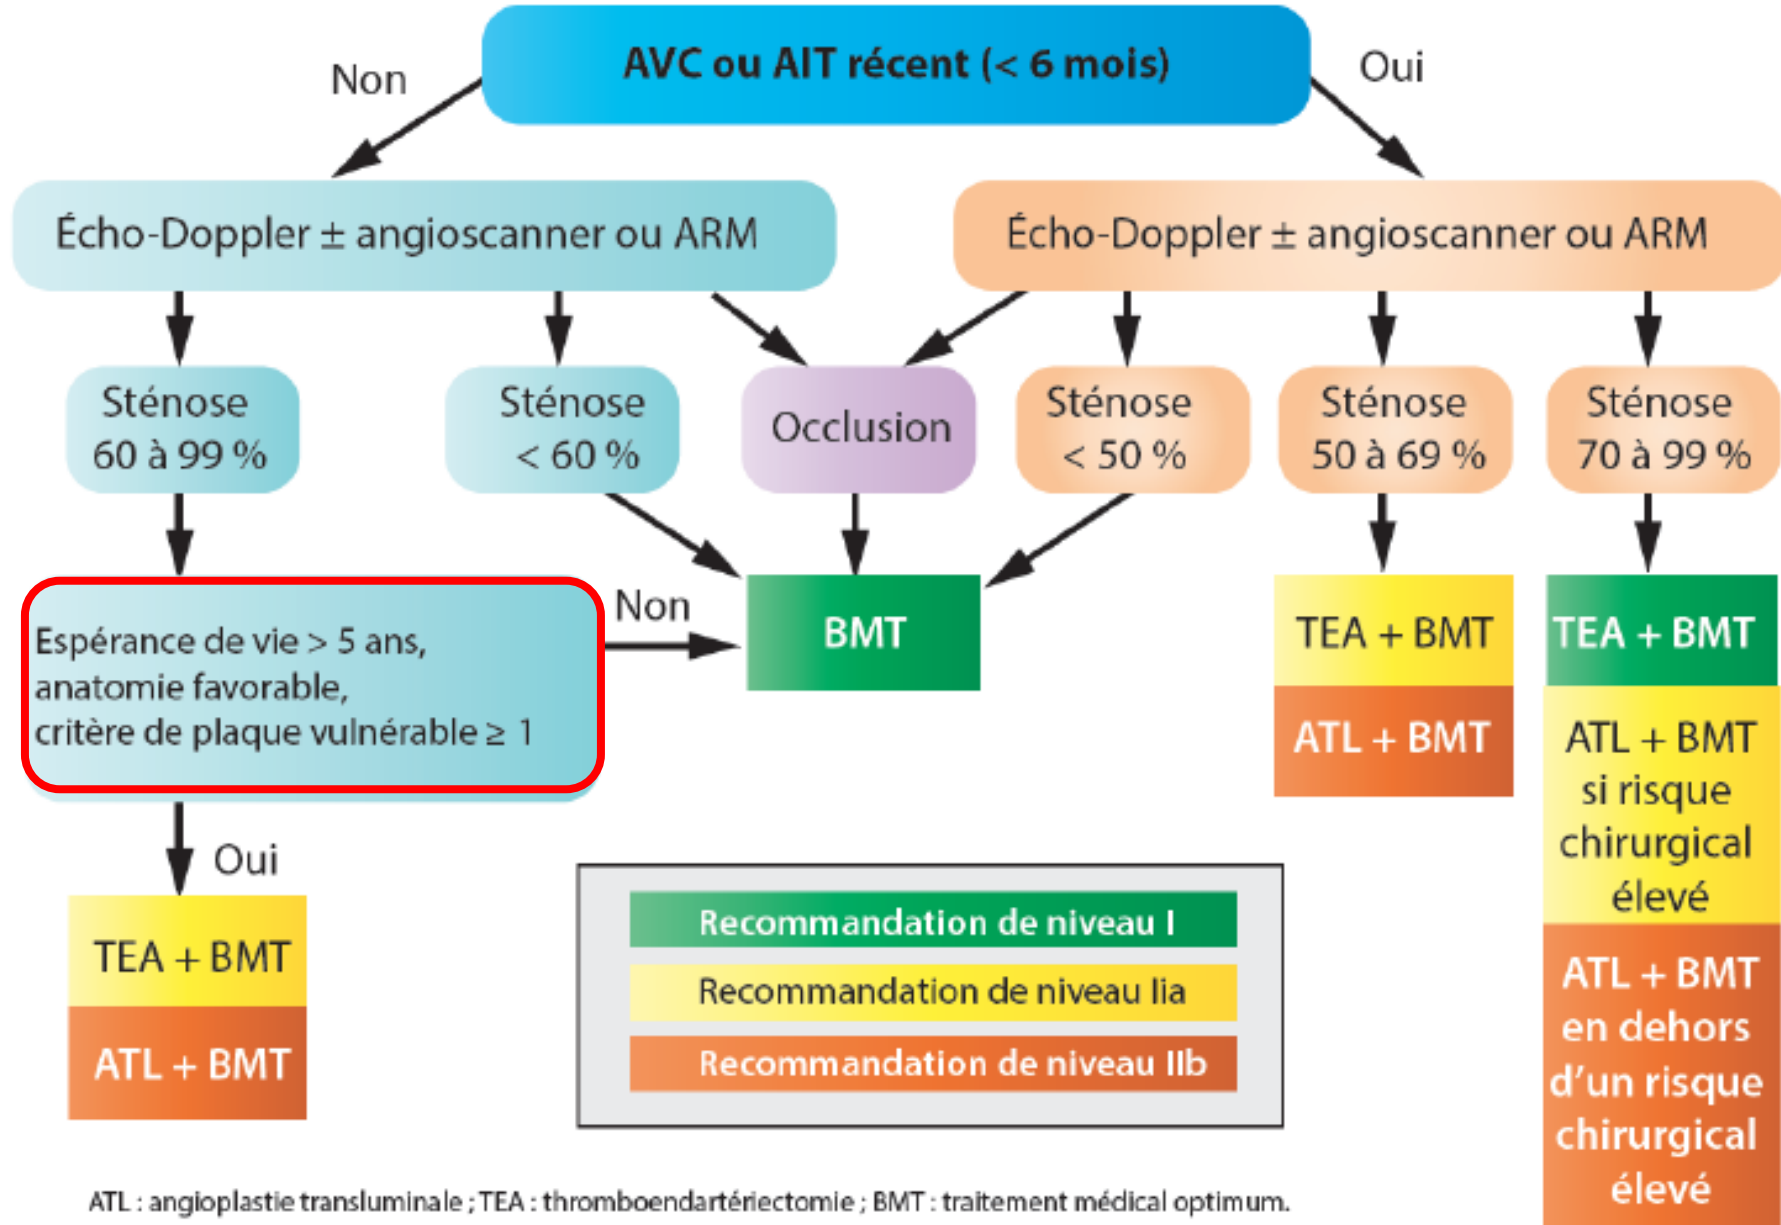 AVC ou AIT récent (< 6 mois)
Non
Oui
Écho-Doppler ± angioscanner ou ARM
Écho-Doppler ± angioscanner ou ARM
Sténose
60 à 99 %
Sténose
< 60 %
Occlusion
Sténose
< 50 %
Sténose
50 à 69 %
Sténose
70 à 99 %
Espérance de vie > 5 ans,
anatomie favorable,
critère de plaque vulnérable ≥ 1
Non
BMT
TEA + BMT
ATL + BMT
TEA + BMT
ATL + BMT
si risque
chirurgical
élevé
ATL + BMT
en dehors
d'un risque
chirurgical
élevé
Oui
TEA + BMT
ATL + BMT
Recommandation de niveau I
Recommandation de niveau Iia
Recommandation de niveau IIb
ATL : angioplastie transluminale ; TEA : thromboendartériectomie ; BMT : traitement médical optimum.